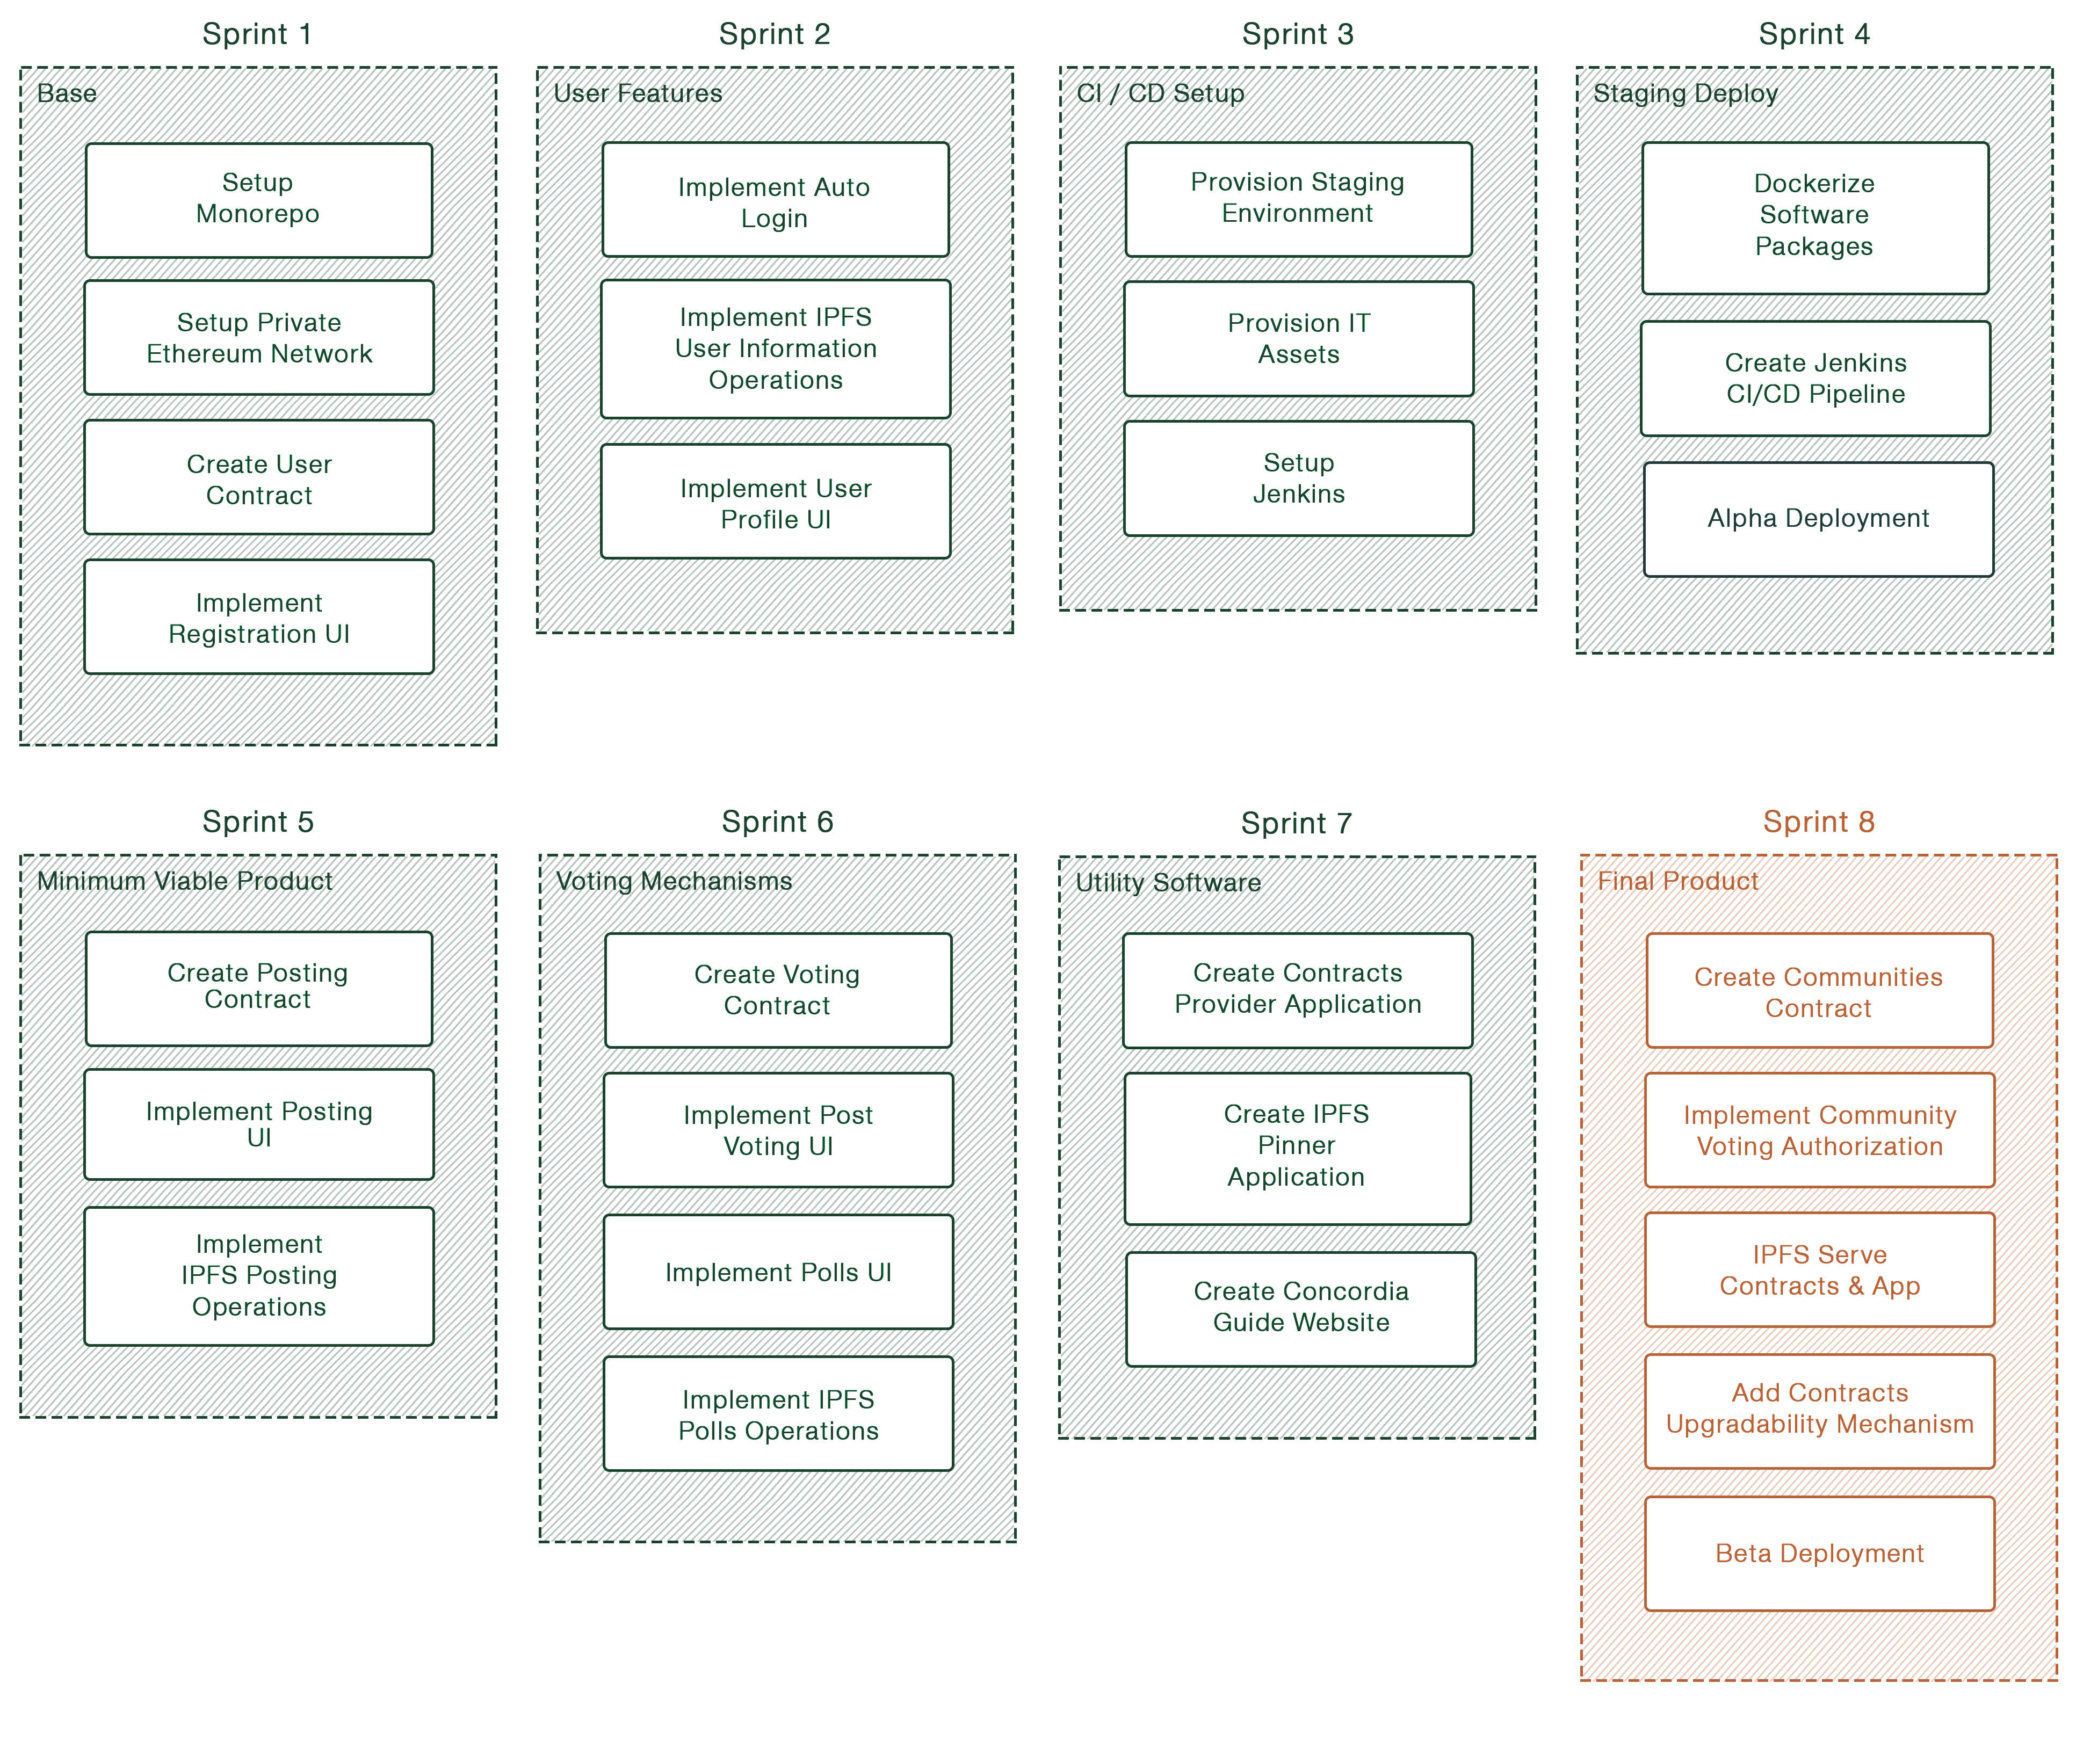 Sprint 1
Base
Setup
Monorepo
Setup Private
Ethereum Network
Create User
Contract
Implement
Registration UI
Sprint 2
User Features
Implement Auto
Login
Implement IPFS
User Information
Operations
Implement User
Profile UI
Sprint 3
CI / CD Setup
Provision Staging
Environment
Provision IT
Assets
Setup
Jenkins
Sprint 4
Staging Deploy
Dockerize
Software
Packages
Create Jenkins
CI/CD Pipeline
Alpha Deployment
Sprint 5
Minimum Viable Product
Create Posting
Contract
Implement Posting
UI
Implement
IPFS Posting
Operations
Sprint 6
Voting Mechanisms
Create Voting
Contract
Implement Post
Voting UI
Implement Polls UI
Implement IPFS
Polls Operations
Sprint 7
Utility Software
Create Contracts
Provider Application
Create IPFS
Pinner
Application
Create Concordia
Guide Website
Sprint 8
Final Product
Create Communities
Contract
Implement Community
Voting Authorization
IPFS Serve
Contracts & App
Add Contracts
Upgradability Mechanism
Beta Deployment